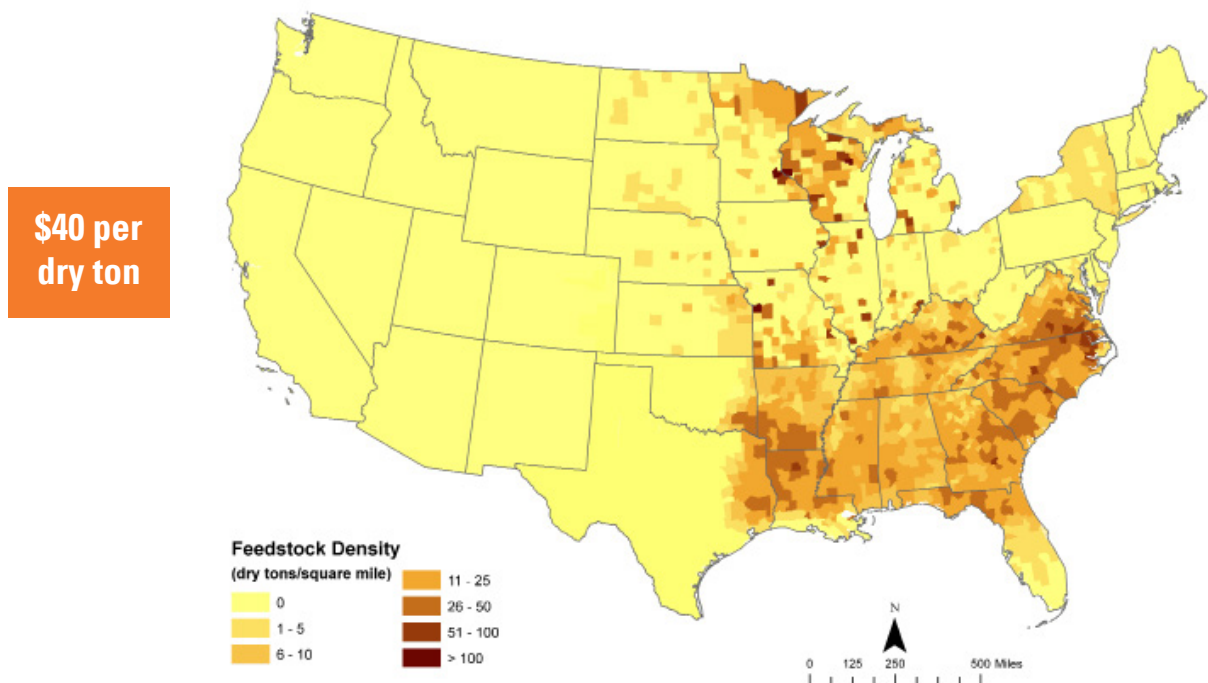 $40 per
dry ton
Feedstock Density
(dry tons/square mile)
0
1 - 5
6 - 10
11 - 25
26 - 50
51 - 100
> 100
N
0 125 250 500 Miles